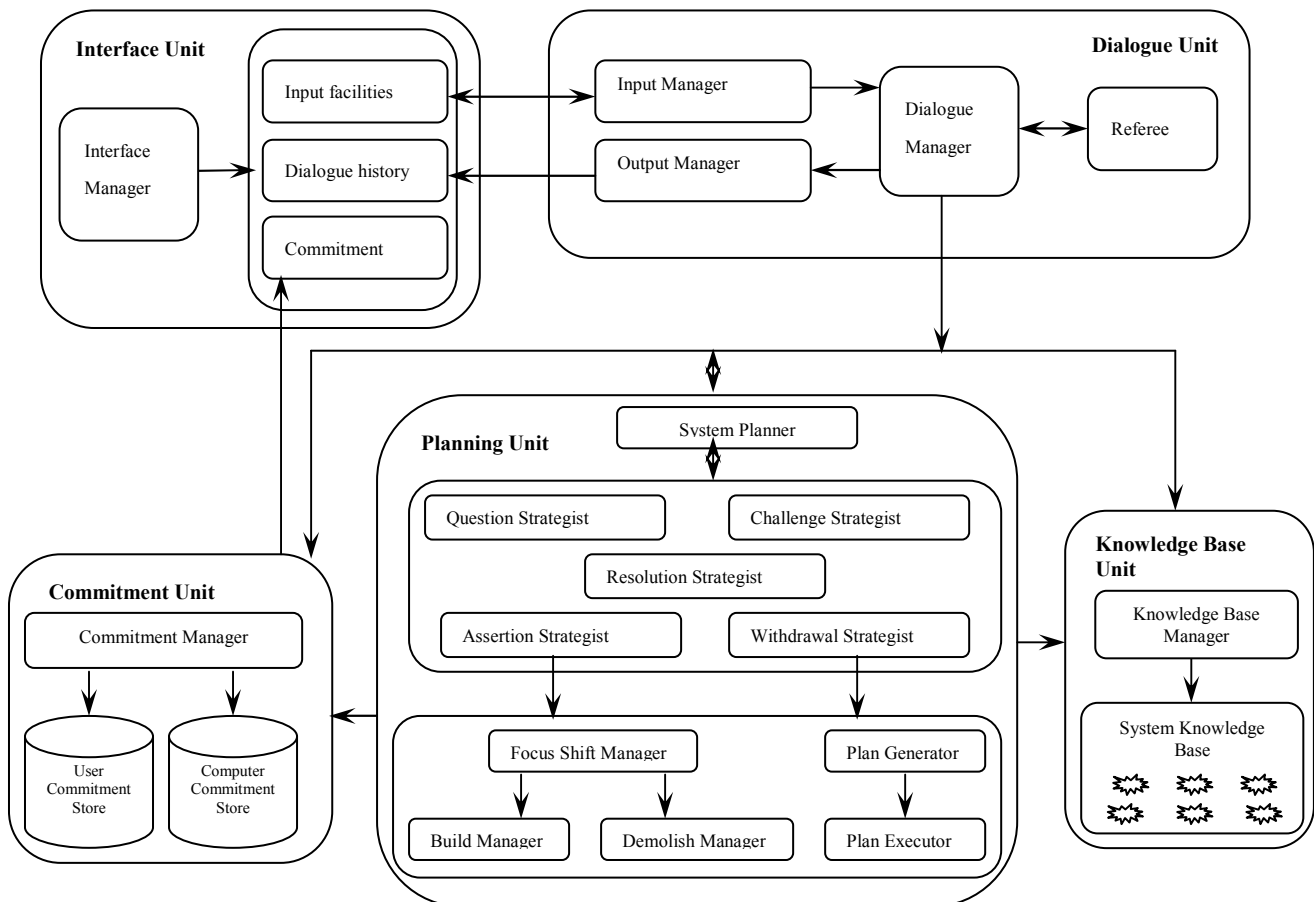 Interface Unit
Input facilities
Interface
Manager
Dialogue history
Commitment
Dialogue Unit
Input Manager
Output Manager
Dialogue
Manager
Referee
Planning Unit
System Planner
Question Strategist
Challenge Strategist
Resolution Strategist
Assertion Strategist
Withdrawal Strategist
Focus Shift Manager
Plan Generator
Build Manager
Demolish Manager
Plan Executor
Commitment Unit
Commitment Manager
User
Commitment
Store
Computer
Commitment
Store
Knowledge Base
Unit
Knowledge Base
Manager
System Knowledge
Base